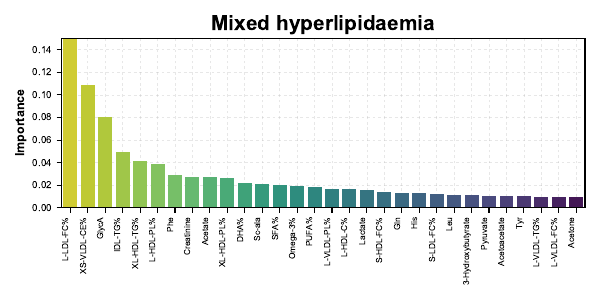 Mixed hyperlipidaemia
Importance
0.14
0.12
0.10
0.08
0.06
0.04
0.02
0.00
L-LDL-FC%
XS-VLDL-CE%
GlycA
IDL-TG%
XL-HDL-TG%
L-HDL-PL%
Phe
Creatinine
Acetate
XL-HDL-PL%
DHA%
Sc-ala
SFA%
Omega-3%
PUFA%
L-VLDL-PL%
L-HDL-C%
Lactate
S-HDL-FC%
Gln
His
S-LDL-FC%
Leu
3-Hydroxybutyrate
Pyruvate
Acetoacetate
Tyr
L-VLDL-TG%
L-VLDL-FC%
Acetone